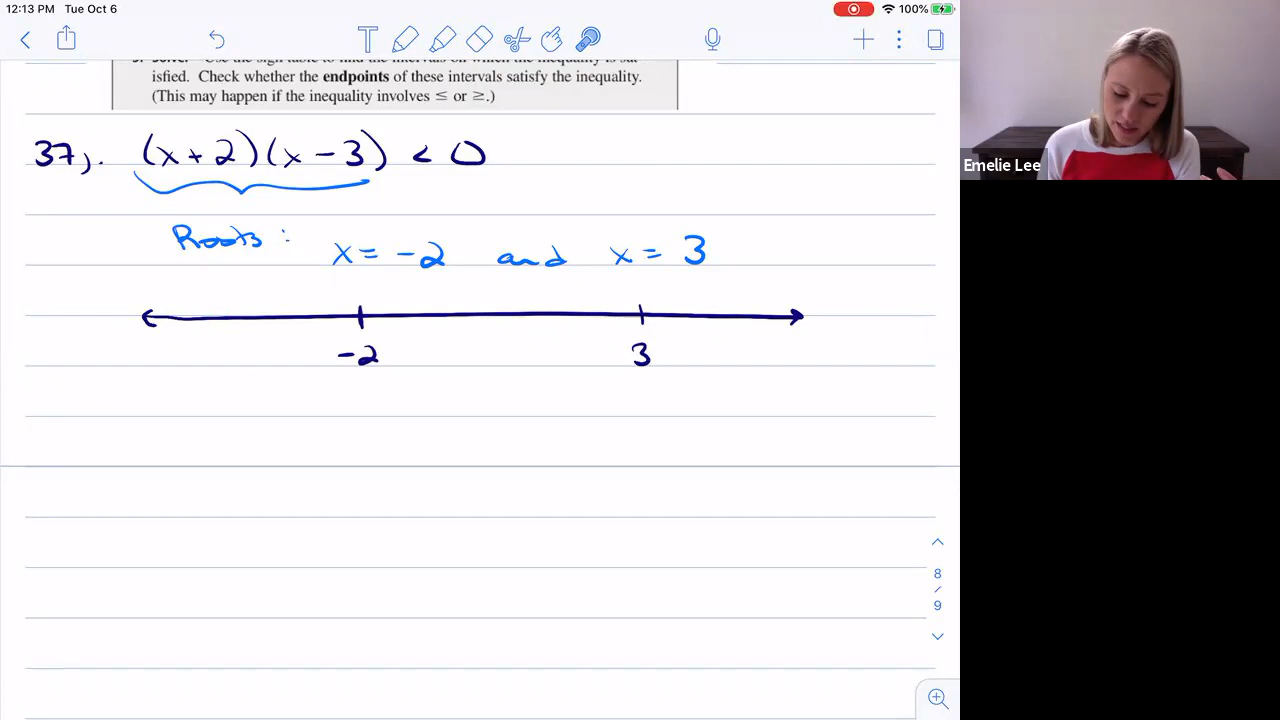 12:13 PM Tue Oct 6
100%
isfied. Check whether the endpoints of these intervals satisfy the inequality.
(This may happen if the inequality involves ≤ or ≥.)
37). (x + 2)(x - 3) < 0
Roots: x = -2 and x = 3
-2 3
T
8
/
9
Emelie Lee